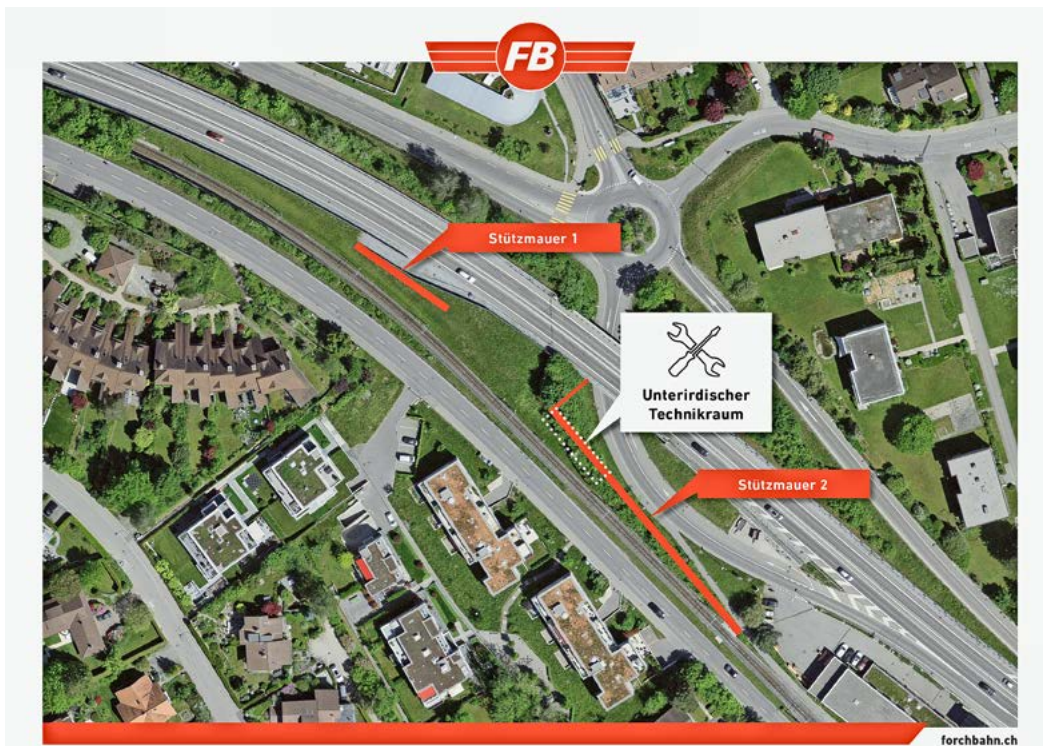 FB
Stützmauer 1
Unterirdischer
Technikraum
Stützmauer 2
forchbahn.ch